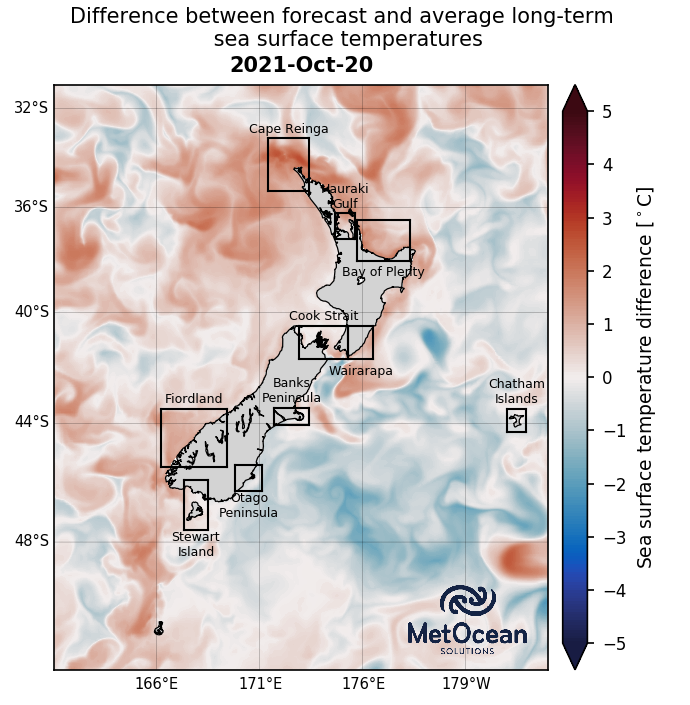 Difference between forecast and average long-term
sea surface temperatures
2021-Oct-20
32°S
36°S
40°S
44°S
48°S
166°E
171°E
176°E
179°W
Cape Reinga
Hauraki
Gulf
Bay of Plenty
Cook Strait
Wairarapa
Banks
Peninsula
Fiordland
Chatham
Islands
Otago
Peninsula
Stewart
Island
MetOcean
SOLUTIONS
5
4
3
2
1
0
−1
−2
−3
−4
−5
Sea surface temperature difference [°C]